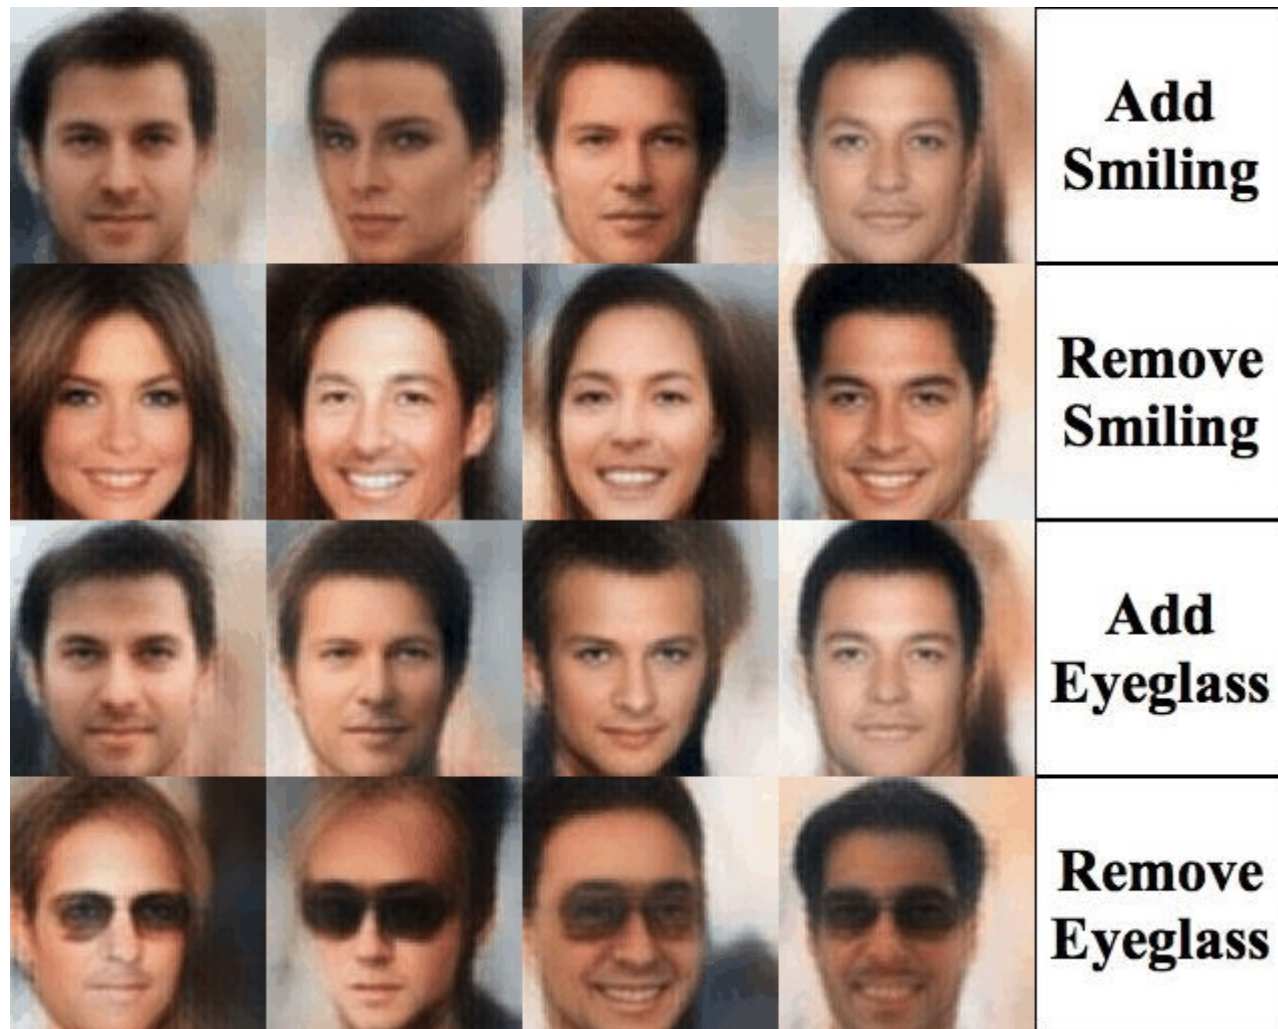 Add
Smiling
Remove
Smiling
Add
Eyeglass
Remove
Eyeglass